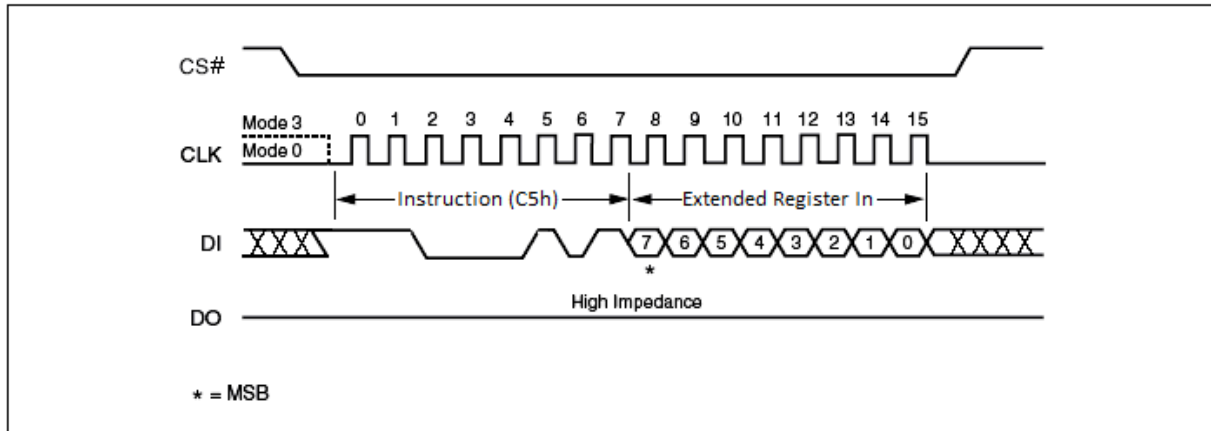 CS#
0 1 2 3 4 5 6 7 8 9 10 11 12 13 14 15
Mode 3
CLK Mode 0
Instruction (C5h) Extended Register In
DI 7 6 5 4 3 2 1 0
*
High Impedance
DO
* = MSB